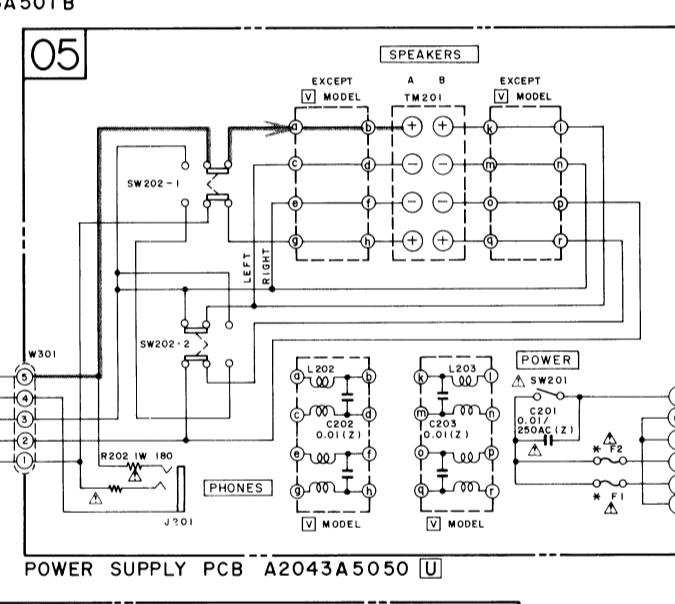 A501B
05
SPEAKERS
EXCEPT
V MODEL
A B
TM201
EXCEPT
V MODEL
a b + + k l
c d − − m n
e f − − o p
g h + + q r
SW202-1
LEFT
RIGHT
SW202-2
W301
5
4
3
2
1
R202 1W 180
PHONES
J201
L202
a b
c d
C202
0.01(Z)
e f
g h
V MODEL
L203
k l
m n
C203
0.01(Z)
o p
q r
V MODEL
POWER
SW201
C201
0.01/
250AC(Z)
* F2
* F1
POWER SUPPLY PCB A2043A5050 U